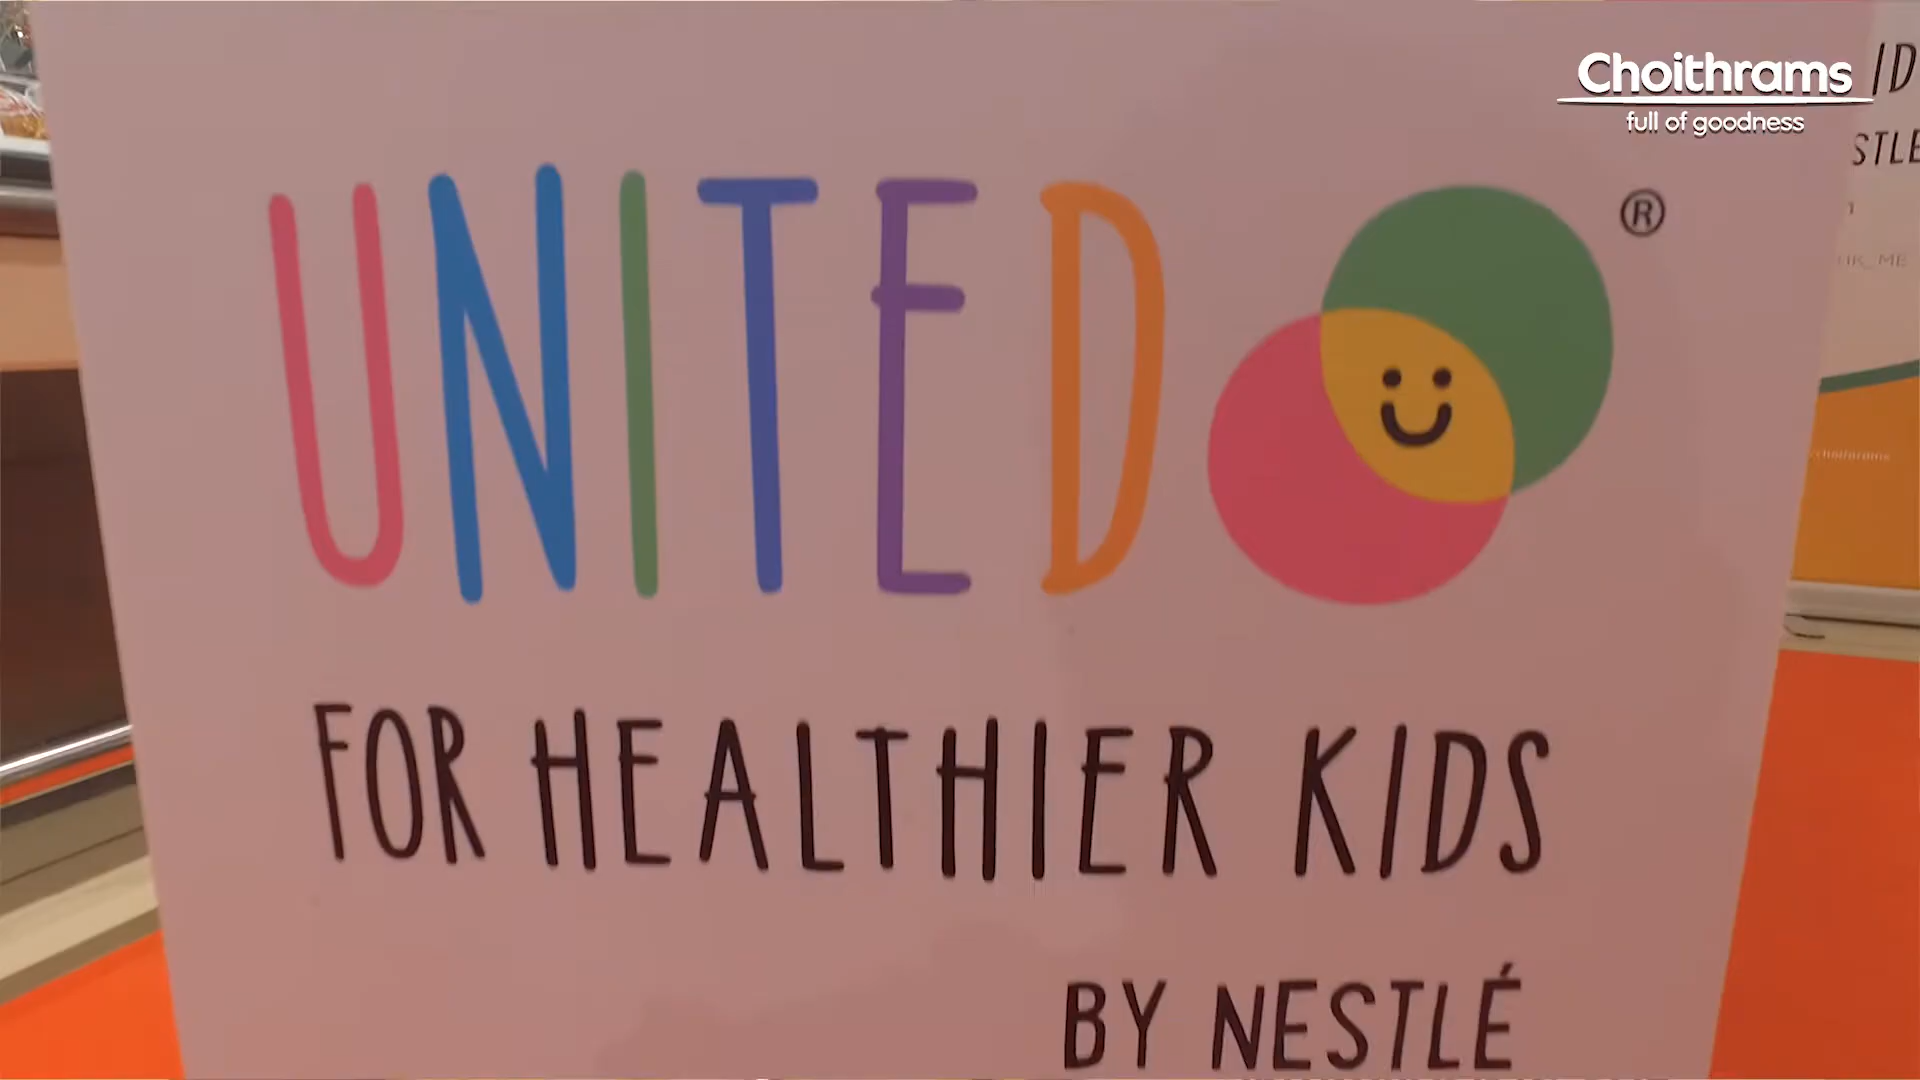 Choithrams
full of goodness
UNITED ®
FOR HEALTHIER KIDS
BY NESTLÉ